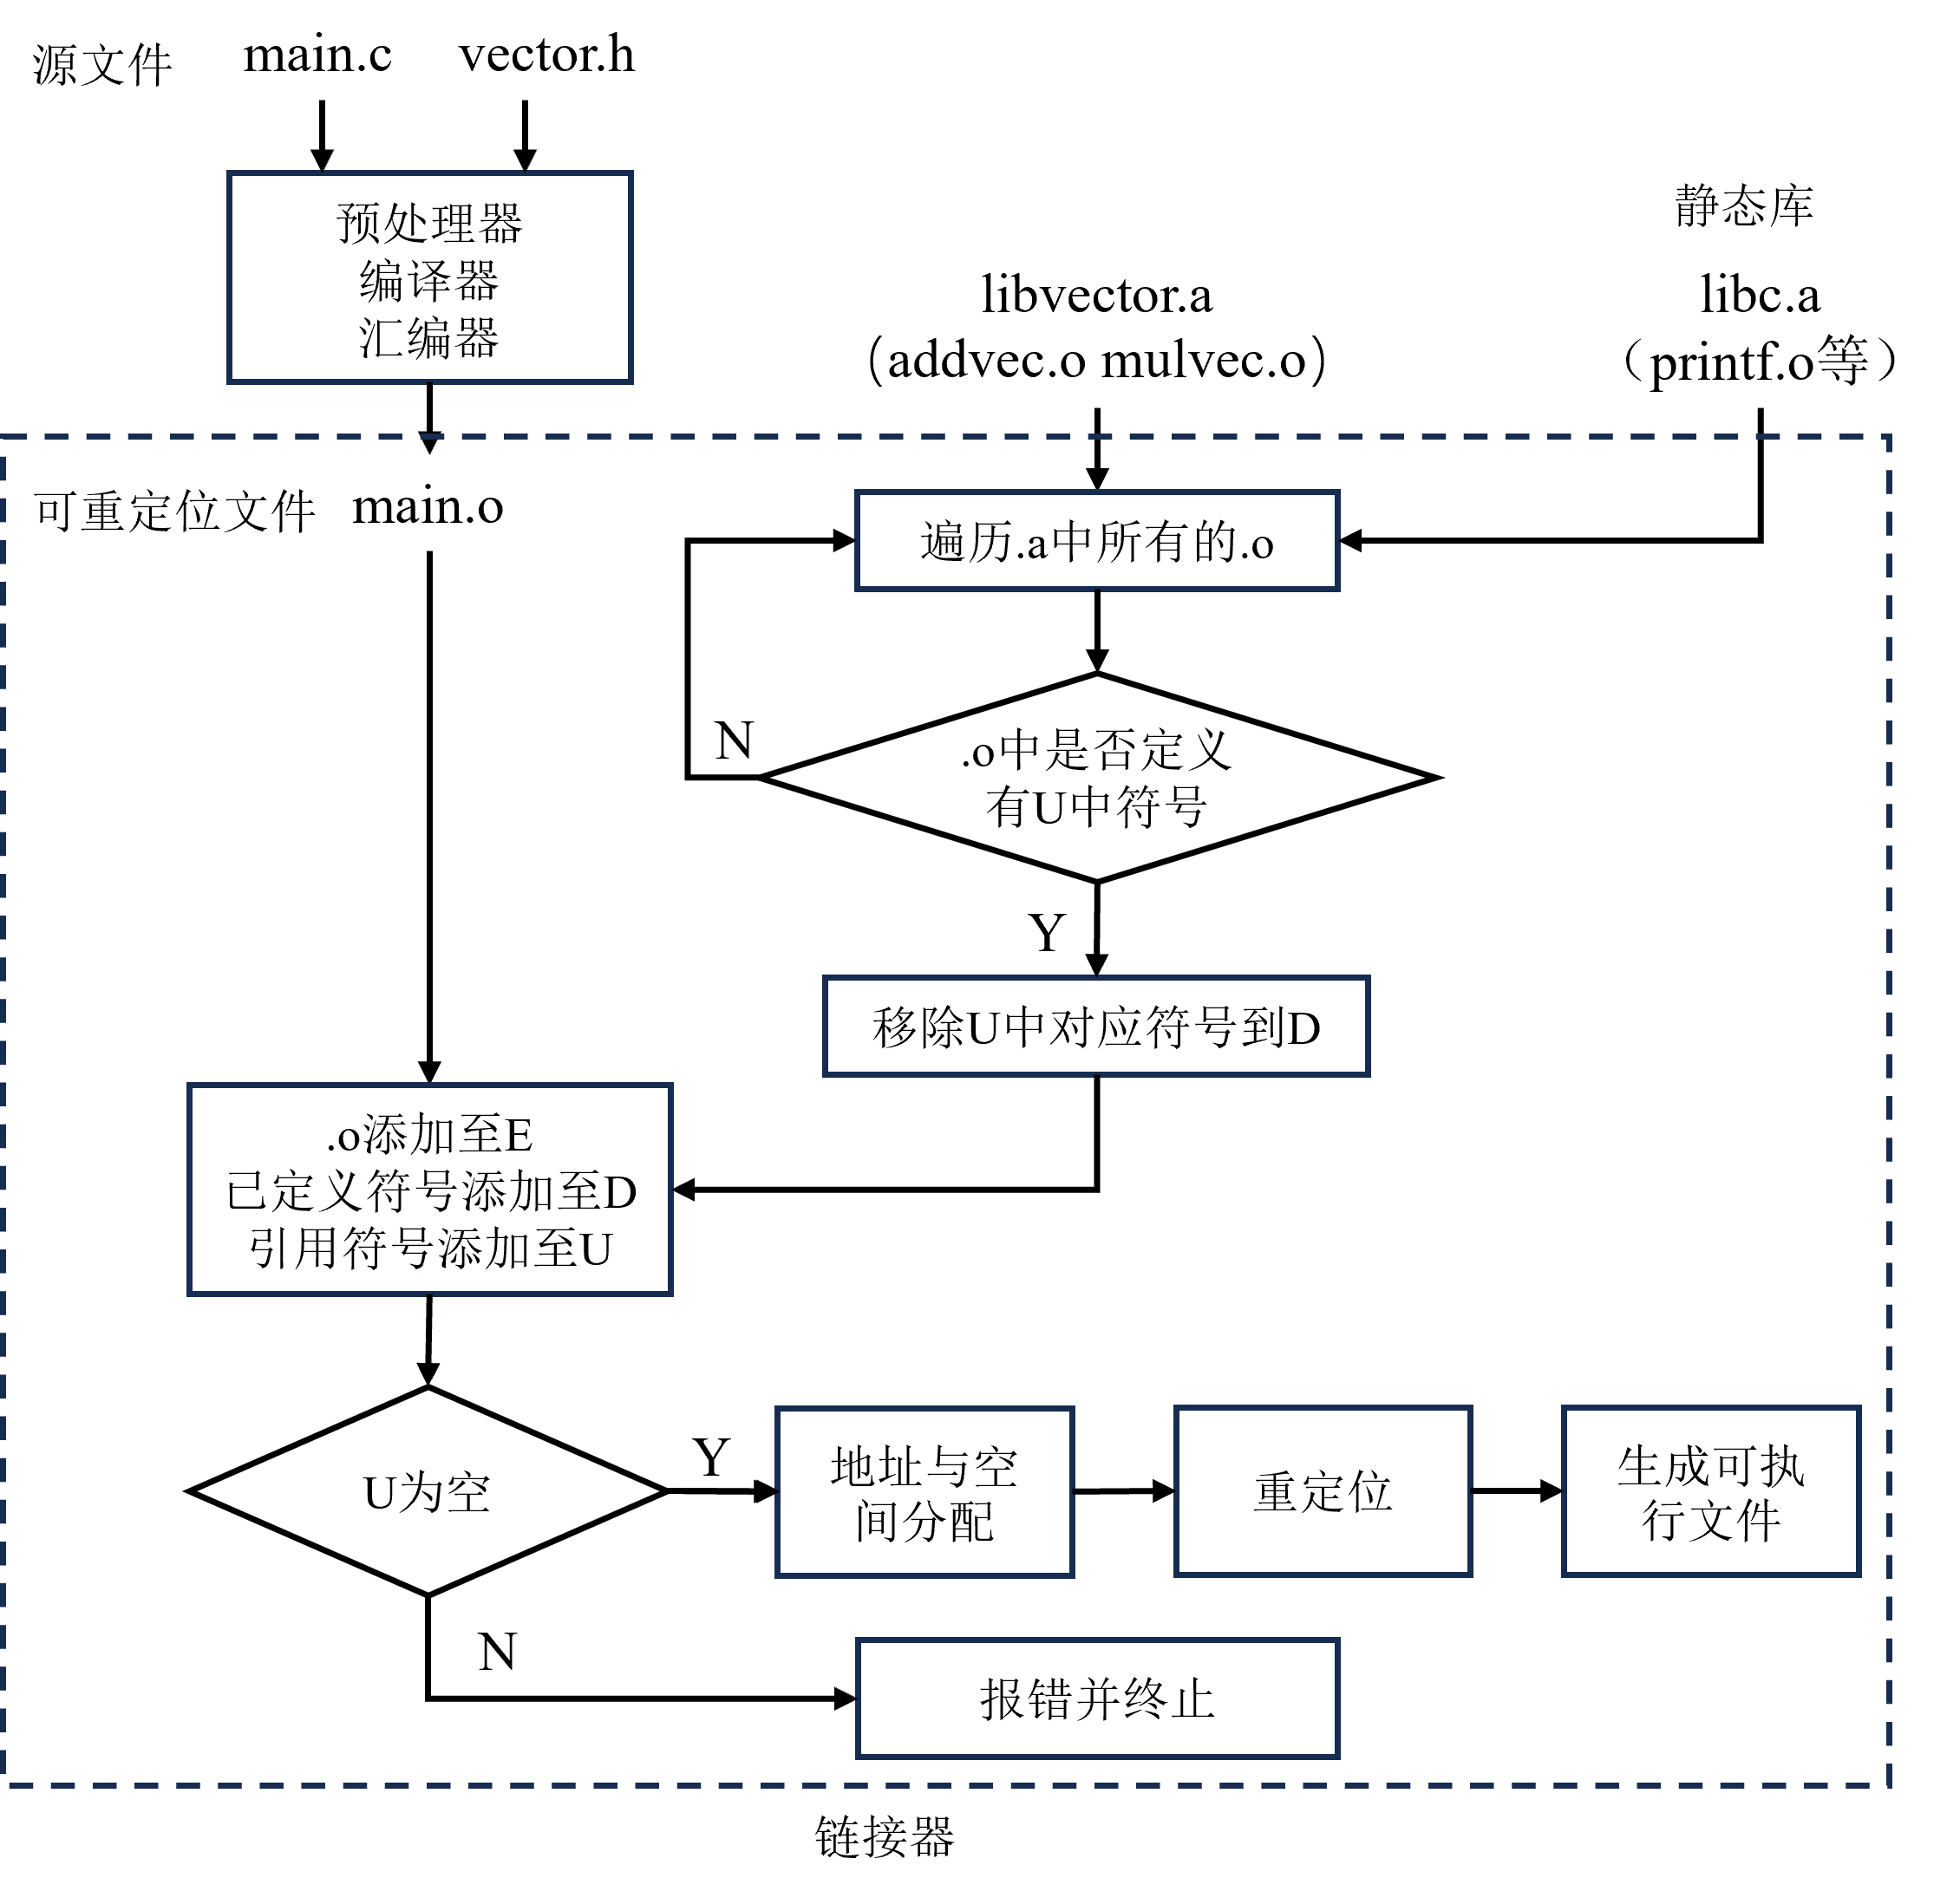 源文件
main.c
vector.h
预处理器
编译器
汇编器
静态库
libvector.a
（addvec.o mulvec.o）
libc.a
（printf.o等）
可重定位文件
main.o
遍历.a中所有的.o
.o中是否定义
有U中符号
N
Y
移除U中对应符号到D
.o添加至E
已定义符号添加至D
引用符号添加至U
U为空
Y
地址与空
间分配
重定位
生成可执
行文件
N
报错并终止
链接器